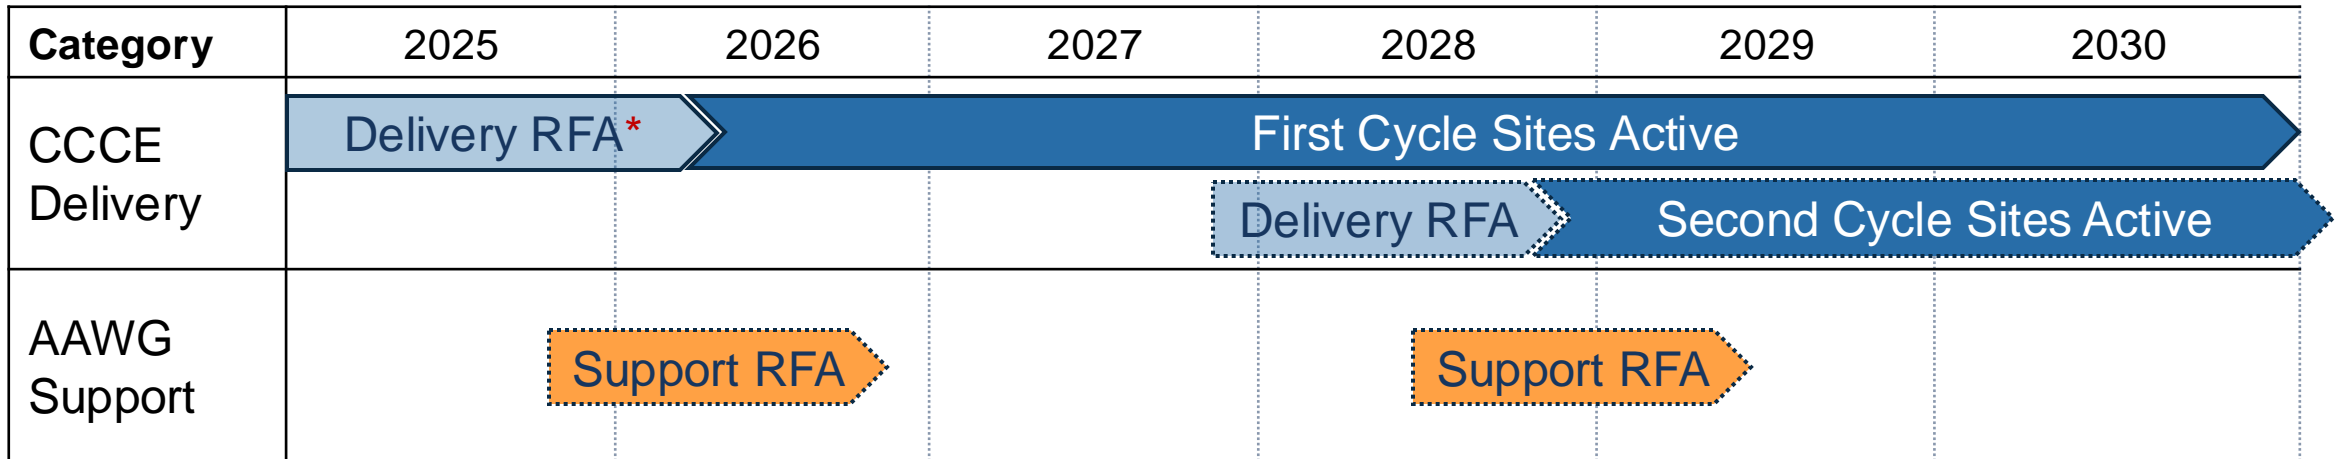 Category 2025 2026 2027 2028 2029 2030
CCCE
Delivery
Delivery RFA*
First Cycle Sites Active
Delivery RFA
Second Cycle Sites Active
AAWG
Support
Support RFA
Support RFA